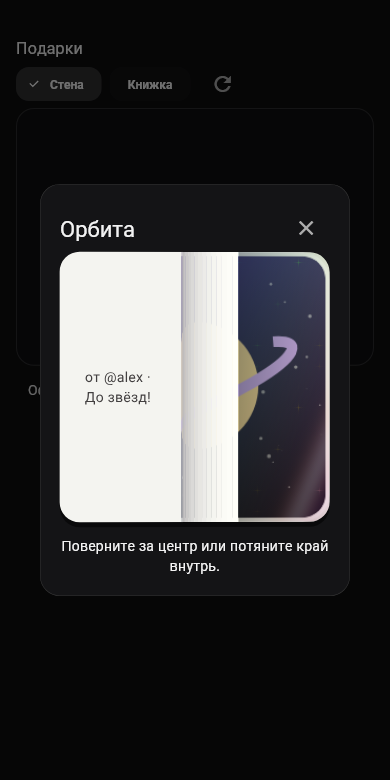 Подарки
Стена
Книжка
Орбита
от @alex ·
До звёзд!
Поверните за центр или потяните край
внутрь.